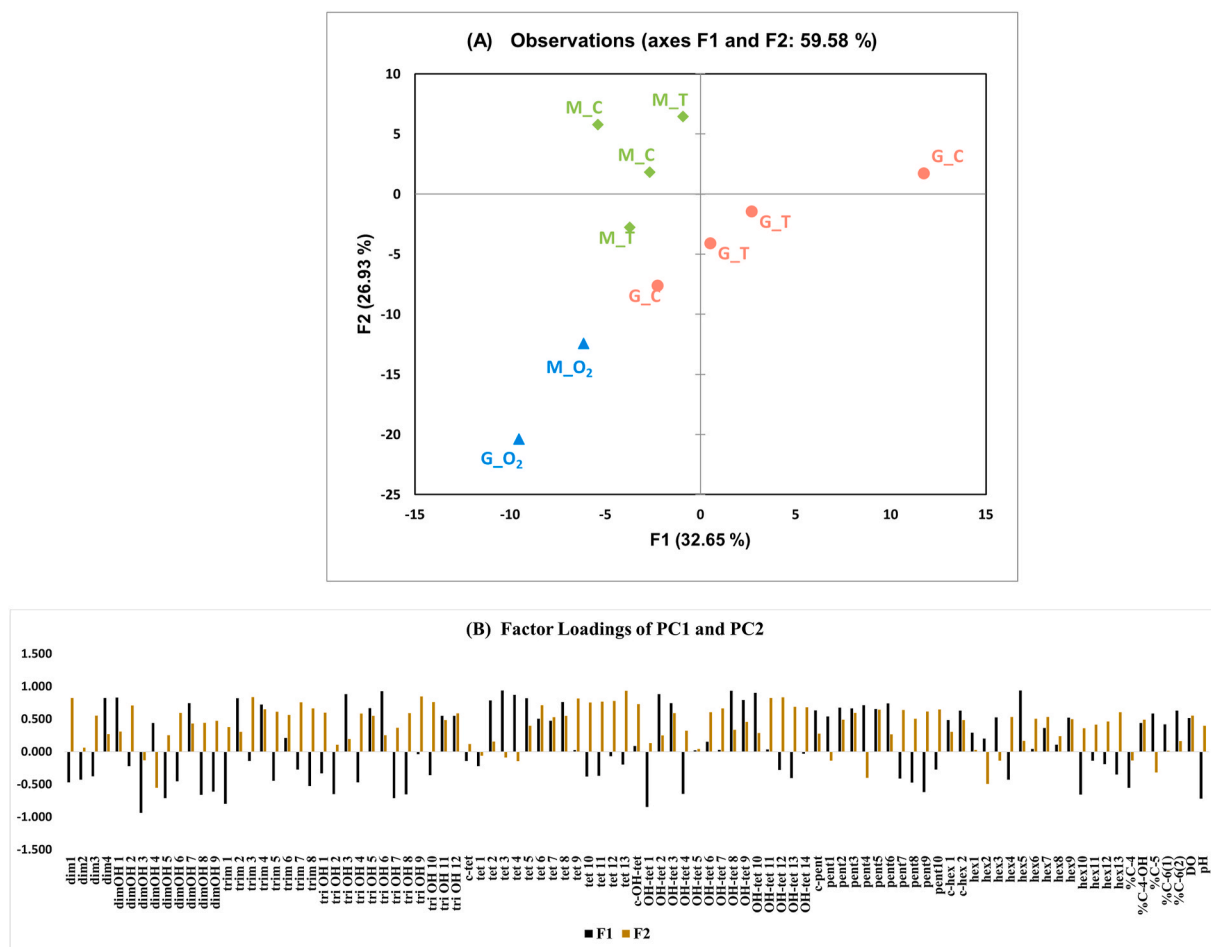 (A) Observations (axes F1 and F2: 59.58 %)
10
5
0
-5
-10
-15
-20
-25
F2 (26.93 %)
M_C
M_T
M_C
G_C
G_T
M_T
G_T
G_C
M_O₂
G_O₂
-15
-10
-5
0
5
10
15
F1 (32.65 %)
(B) Factor Loadings of PC1 and PC2
1.500
1.000
0.500
0.000
-0.500
-1.000
-1.500
dim1
dim2
dim3
dim4
dimOH 1
dimOH 2
dimOH 3
dimOH 4
dimOH 5
dimOH 6
dimOH 7
dimOH 8
dimOH 9
trim 1
trim 2
trim 3
trim 4
trim 5
trim 6
trim 7
trim 8
tri OH 1
tri OH 2
tri OH 3
tri OH 4
tri OH 5
tri OH 6
tri OH 7
tri OH 8
tri OH 9
tri OH 10
tri OH 11
tri OH 12
c-tet
tet 1
tet 2
tet 3
tet 4
tet 5
tet 6
tet 7
tet 8
tet 9
tet 10
tet 11
tet 12
tet 13
c-OH-tet
OH-tet 1
OH-tet 2
OH-tet 3
OH-tet 4
OH-tet 5
OH-tet 6
OH-tet 7
OH-tet 8
OH-tet 9
OH-tet 10
OH-tet 11
OH-tet 12
OH-tet 13
OH-tet 14
c-pent
pent1
pent2
pent3
pent4
pent5
pent6
pent7
pent8
pent9
pent10
c-hex 1
c-hex 2
hex1
hex2
hex3
hex4
hex5
hex6
hex7
hex8
hex9
hex10
hex11
hex12
hex13
%C-4
%C-4-OH
%C-5
%C-6(1)
%C-6(2)
DO
pH
F1
F2